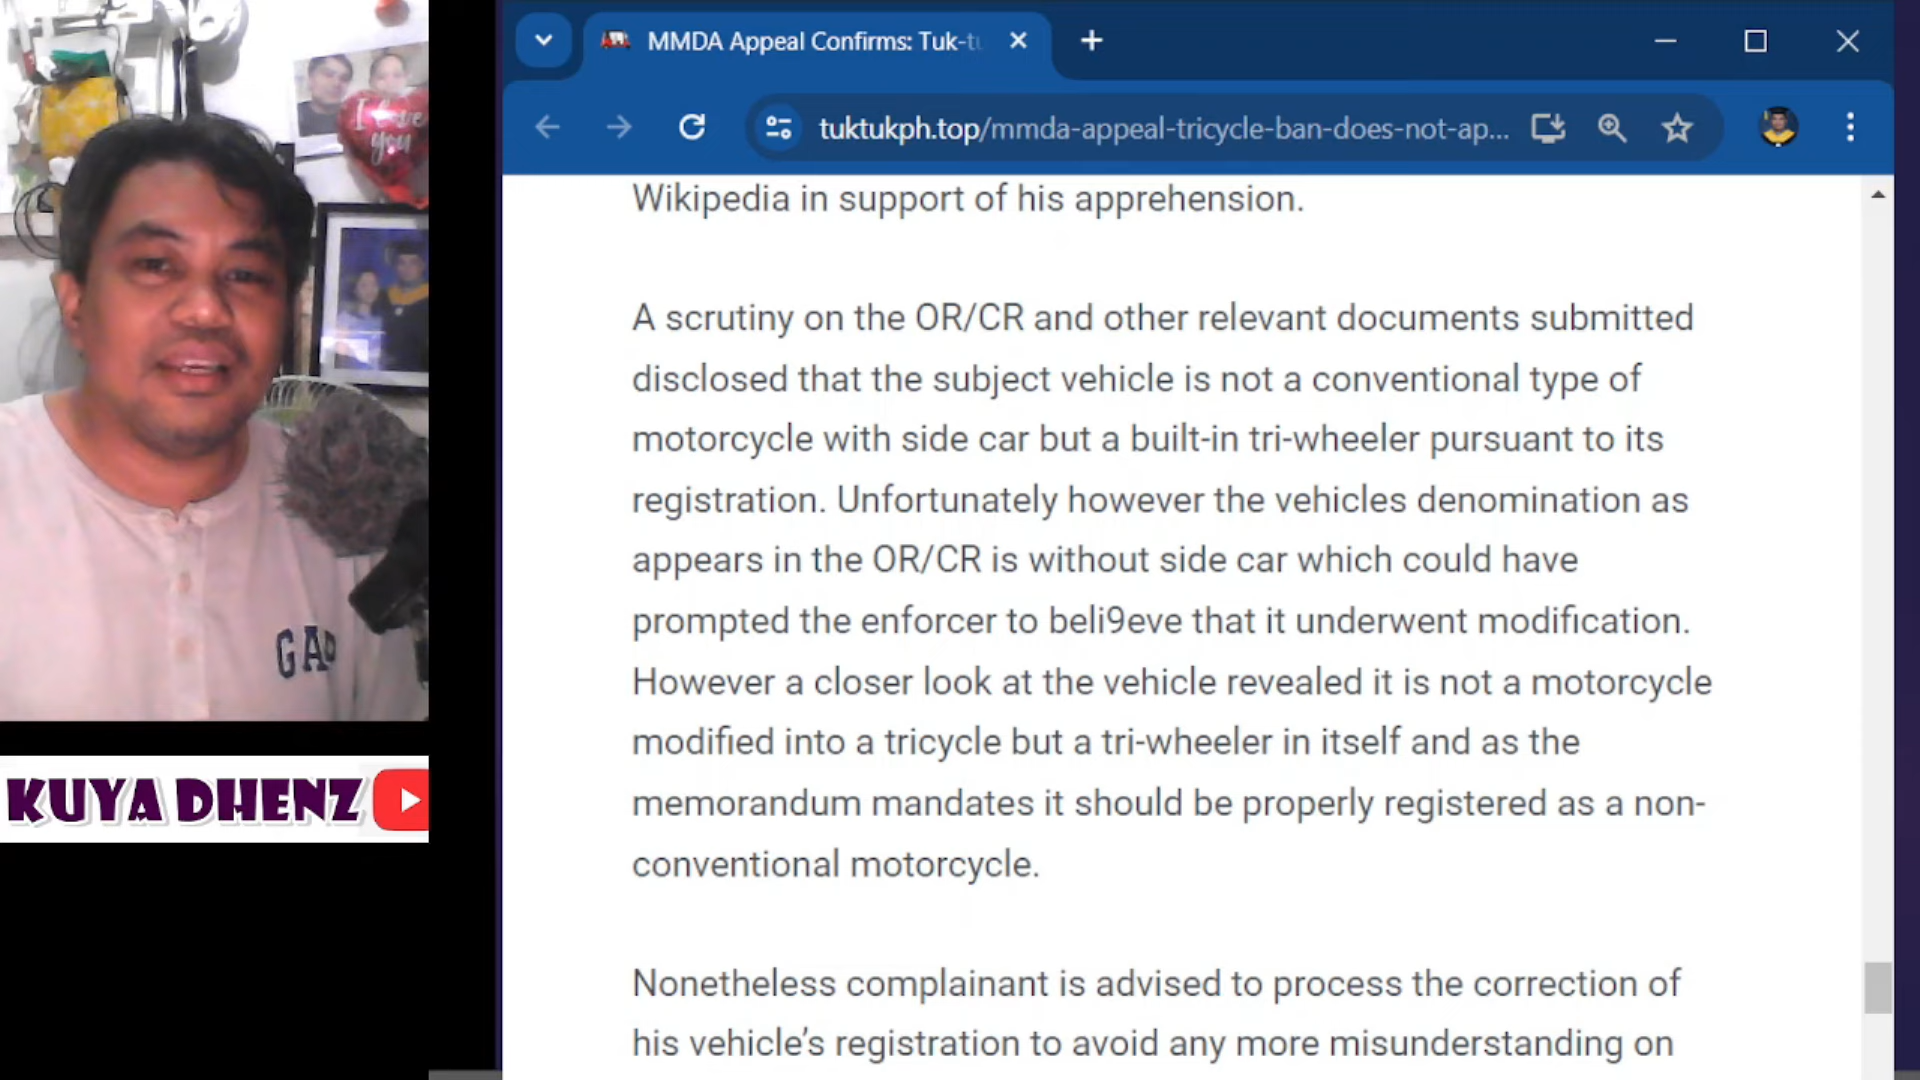 I love
you
GAP
KUYA DHENZ
MMDA Appeal Confirms: Tuk-tu
tuktukph.top/mmda-appeal-tricycle-ban-does-not-ap...
Wikipedia in support of his apprehension.
A scrutiny on the OR/CR and other relevant documents submitted
disclosed that the subject vehicle is not a conventional type of
motorcycle with side car but a built-in tri-wheeler pursuant to its
registration. Unfortunately however the vehicles denomination as
appears in the OR/CR is without side car which could have
prompted the enforcer to beli9eve that it underwent modification.
However a closer look at the vehicle revealed it is not a motorcycle
modified into a tricycle but a tri-wheeler in itself and as the
memorandum mandates it should be properly registered as a non-
conventional motorcycle.
Nonetheless complainant is advised to process the correction of
his vehicle’s registration to avoid any more misunderstanding on